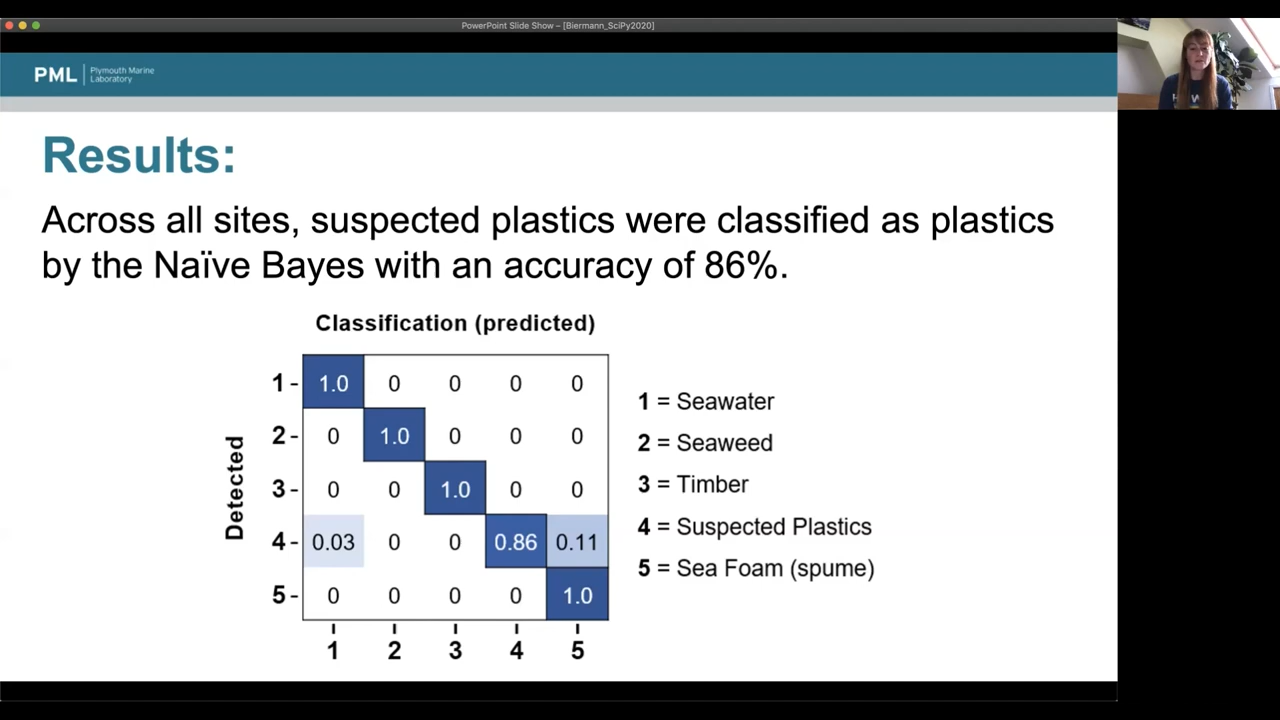 PowerPoint Slide Show – [Biermann_SciPy2020]
PML
Plymouth Marine
Laboratory
Results:
Across all sites, suspected plastics were classified as plastics
by the Naïve Bayes with an accuracy of 86%.
Classification (predicted)
Detected
1 - 1.0 0 0 0 0
2 - 0 1.0 0 0 0
3 - 0 0 1.0 0 0
4 - 0.03 0 0 0.86 0.11
5 - 0 0 0 0 1.0
1 2 3 4 5
1 = Seawater
2 = Seaweed
3 = Timber
4 = Suspected Plastics
5 = Sea Foam (spume)